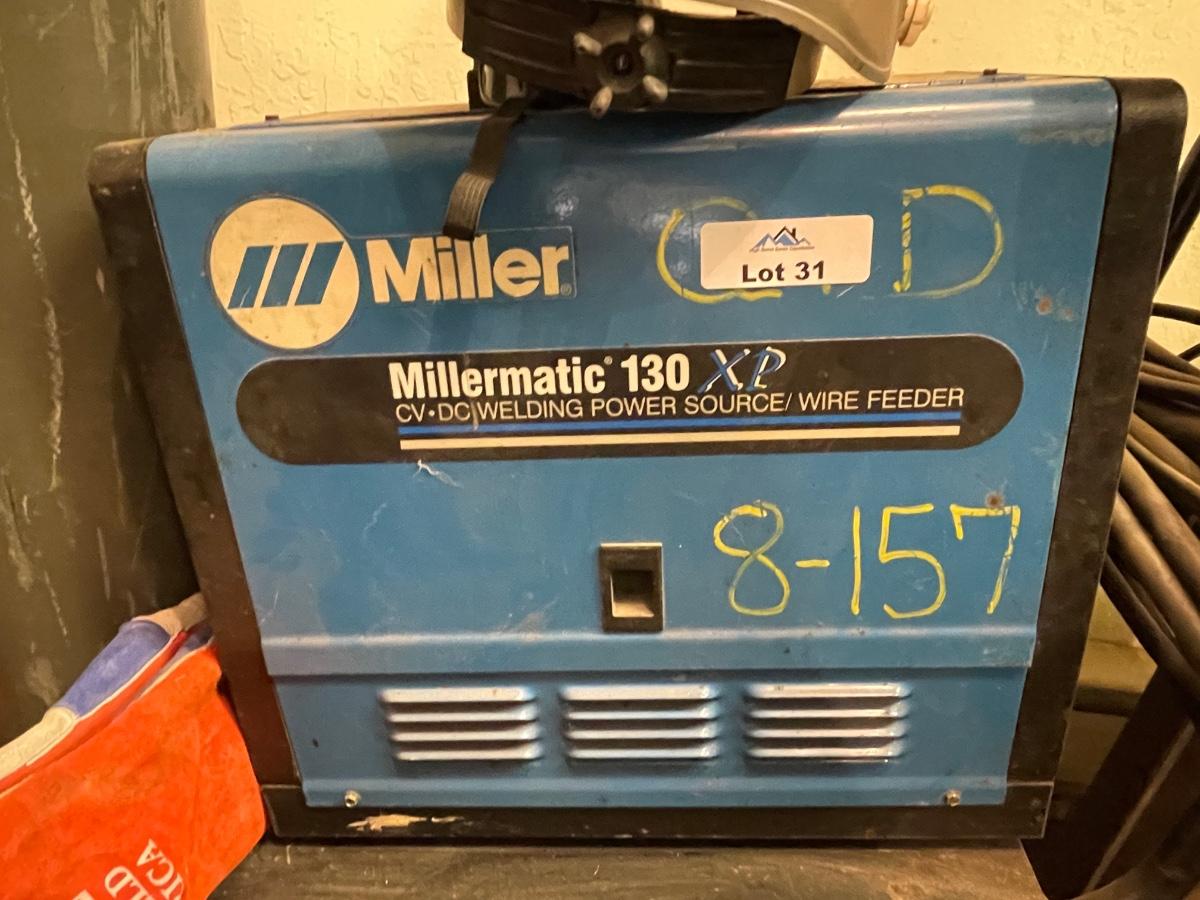 Miller®
Lot 31
D
Millermatic® 130 XP
CV•DC WELDING POWER SOURCE/ WIRE FEEDER
8-157